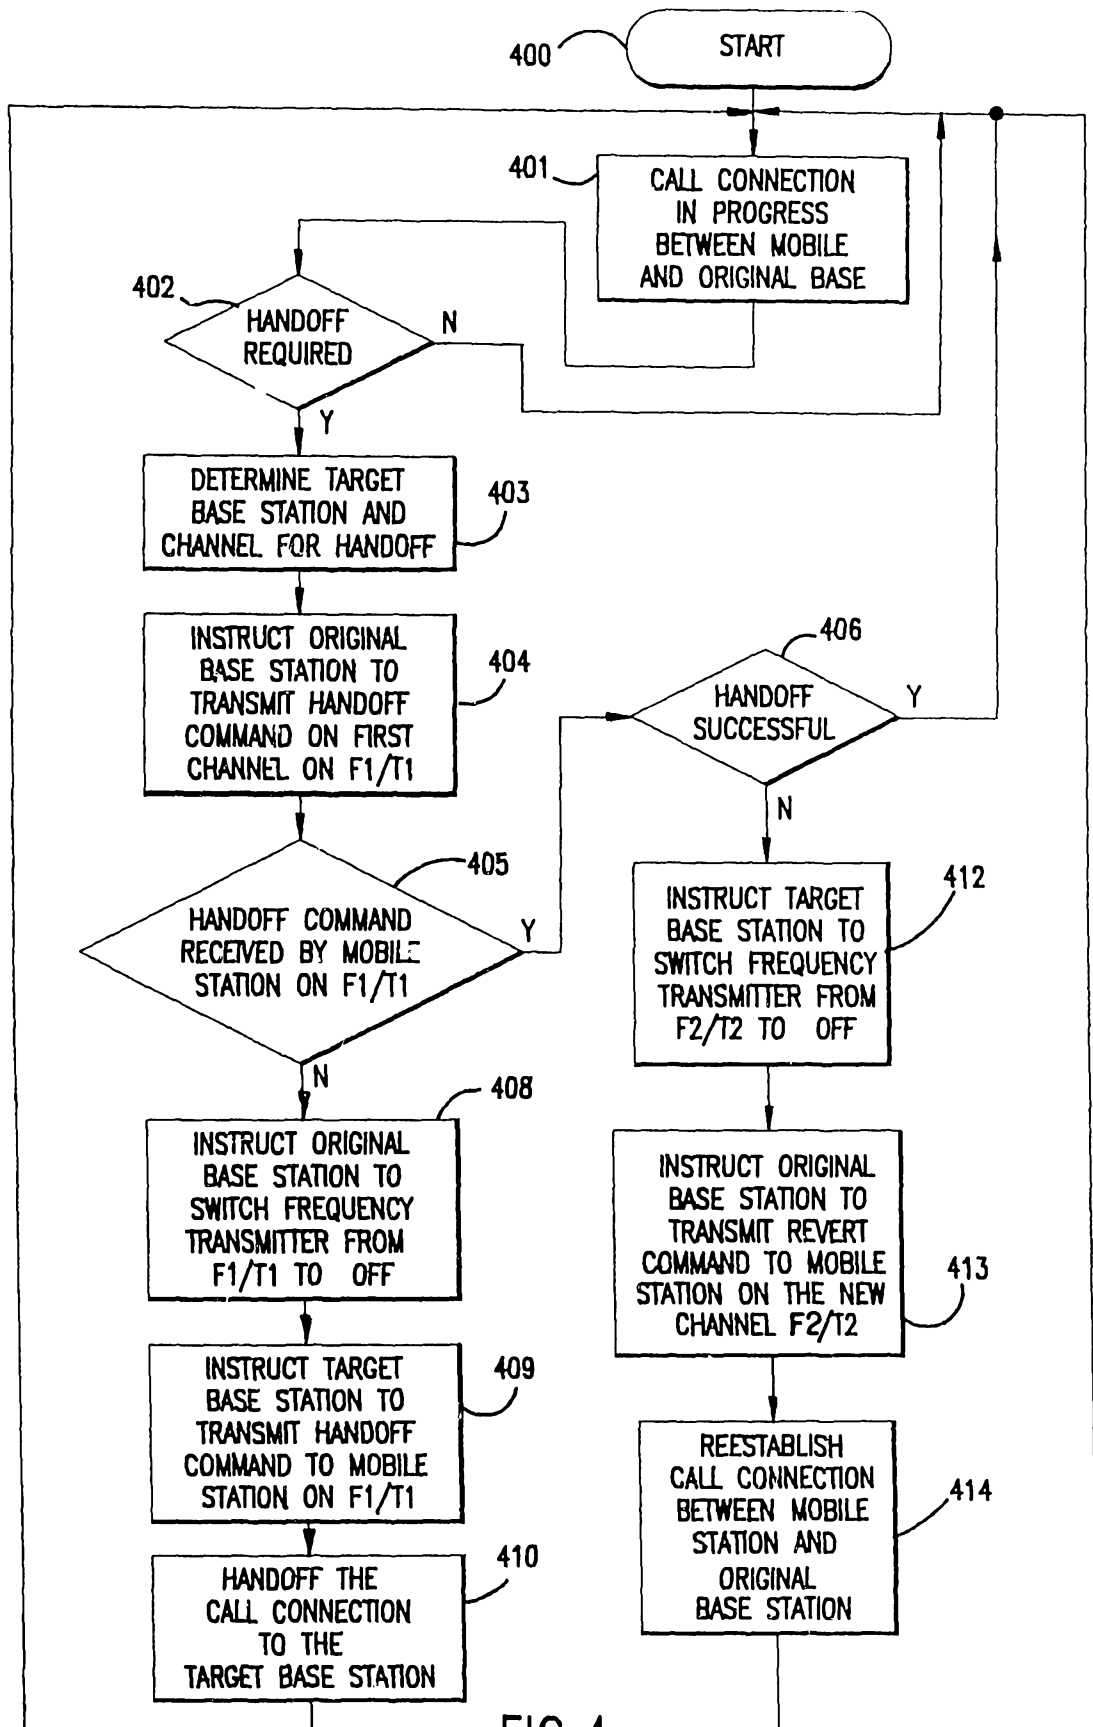 400
START
401
CALL CONNECTION
IN PROGRESS
BETWEEN MOBILE
AND ORIGINAL BASE
402
HANDOFF
REQUIRED
N
Y
DETERMINE TARGET
BASE STATION AND
CHANNEL FOR HANDOFF
403
INSTRUCT ORIGINAL
BASE STATION TO
TRANSMIT HANDOFF
COMMAND ON FIRST
CHANNEL ON F1/T1
404
HANDOFF COMMAND
RECEIVED BY MOBILE
STATION ON F1/T1
405
Y
N
406
HANDOFF
SUCCESSFUL
Y
N
408
INSTRUCT ORIGINAL
BASE STATION TO
SWITCH FREQUENCY
TRANSMITTER FROM
F1/T1 TO OFF
INSTRUCT TARGET
BASE STATION TO
TRANSMIT HANDOFF
COMMAND TO MOBILE
STATION ON F1/T1
409
HANDOFF THE
CALL CONNECTION
TO THE
TARGET BASE STATION
410
412
INSTRUCT TARGET
BASE STATION TO
SWITCH FREQUENCY
TRANSMITTER FROM
F2/T2 TO OFF
INSTRUCT ORIGINAL
BASE STATION TO
TRANSMIT REVERT
COMMAND TO MOBILE
STATION ON THE NEW
CHANNEL F2/T2
413
REESTABLISH
CALL CONNECTION
BETWEEN MOBILE
STATION AND
ORIGINAL
BASE STATION
414